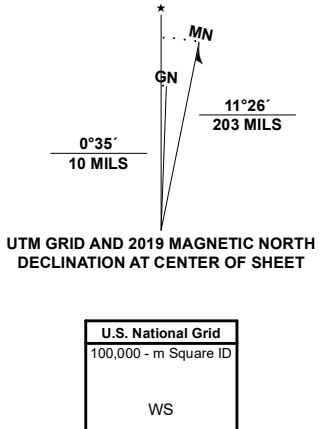 ★
MN
GN
0°35´
10 MILS
11°26´
203 MILS
UTM GRID AND 2019 MAGNETIC NORTH
DECLINATION AT CENTER OF SHEET
U.S. National Grid
100,000 - m Square ID
WS